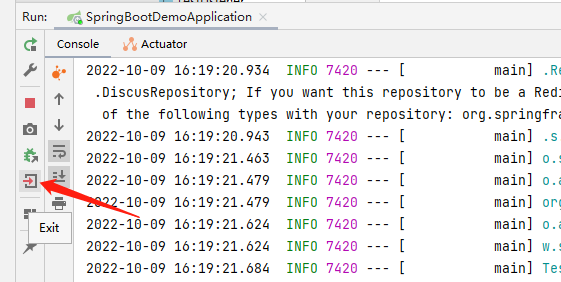 Run: SpringBootDemoApplication
Console Actuator
2022-10-09 16:19:20.934 INFO 7420 --- [ main] .Re
.DiscusRepository; If you want this repository to be a Redi
of the following types with your repository: org.springfra
2022-10-09 16:19:20.943 INFO 7420 --- [ main] .s
2022-10-09 16:19:21.463 INFO 7420 --- [ main] o.s
2022-10-09 16:19:21.479 INFO 7420 --- [ main] o.a
2022-10-09 16:19:21.479 INFO 7420 --- [ main] org
2022-10-09 16:19:21.624 INFO 7420 --- [ main] o.a
2022-10-09 16:19:21.624 INFO 7420 --- [ main] w.s
2022-10-09 16:19:21.684 INFO 7420 --- [ main] Tes
Exit